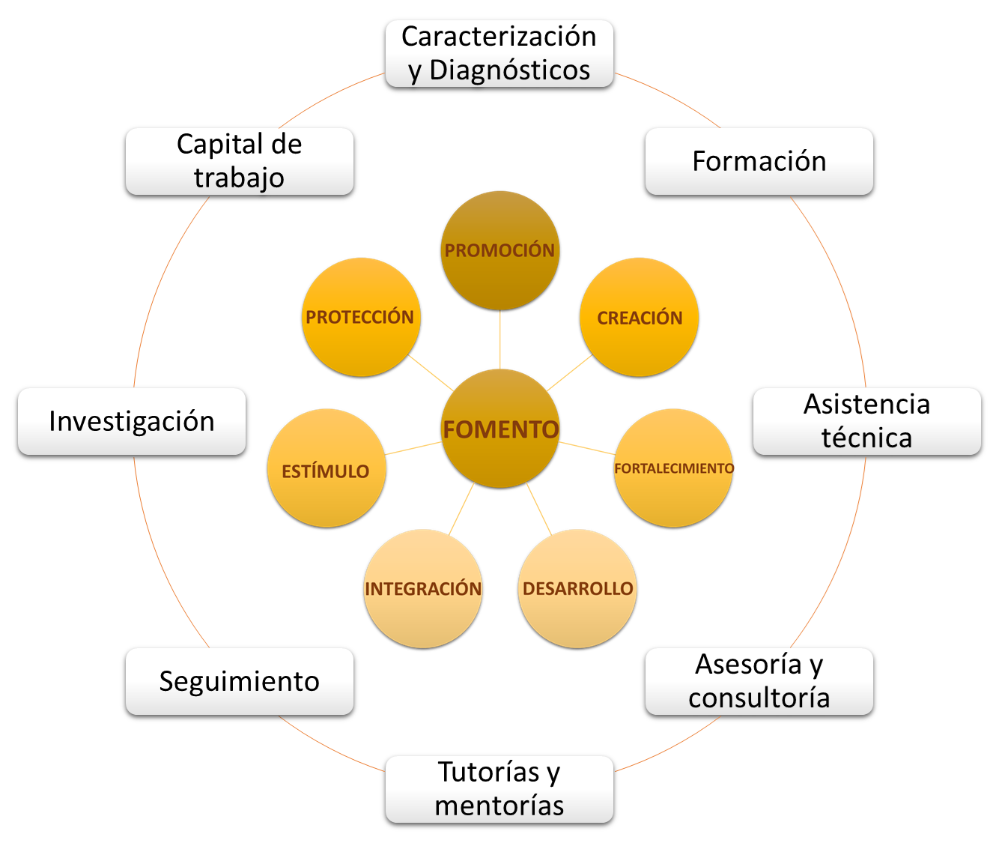 Caracterización
y Diagnósticos
Capital de
trabajo
Formación
PROMOCIÓN
PROTECCIÓN
CREACIÓN
Investigación
FOMENTO
Asistencia
técnica
ESTÍMULO
FORTALECIMIENTO
INTEGRACIÓN
DESARROLLO
Seguimiento
Asesoría y
consultoría
Tutorías y
mentorías